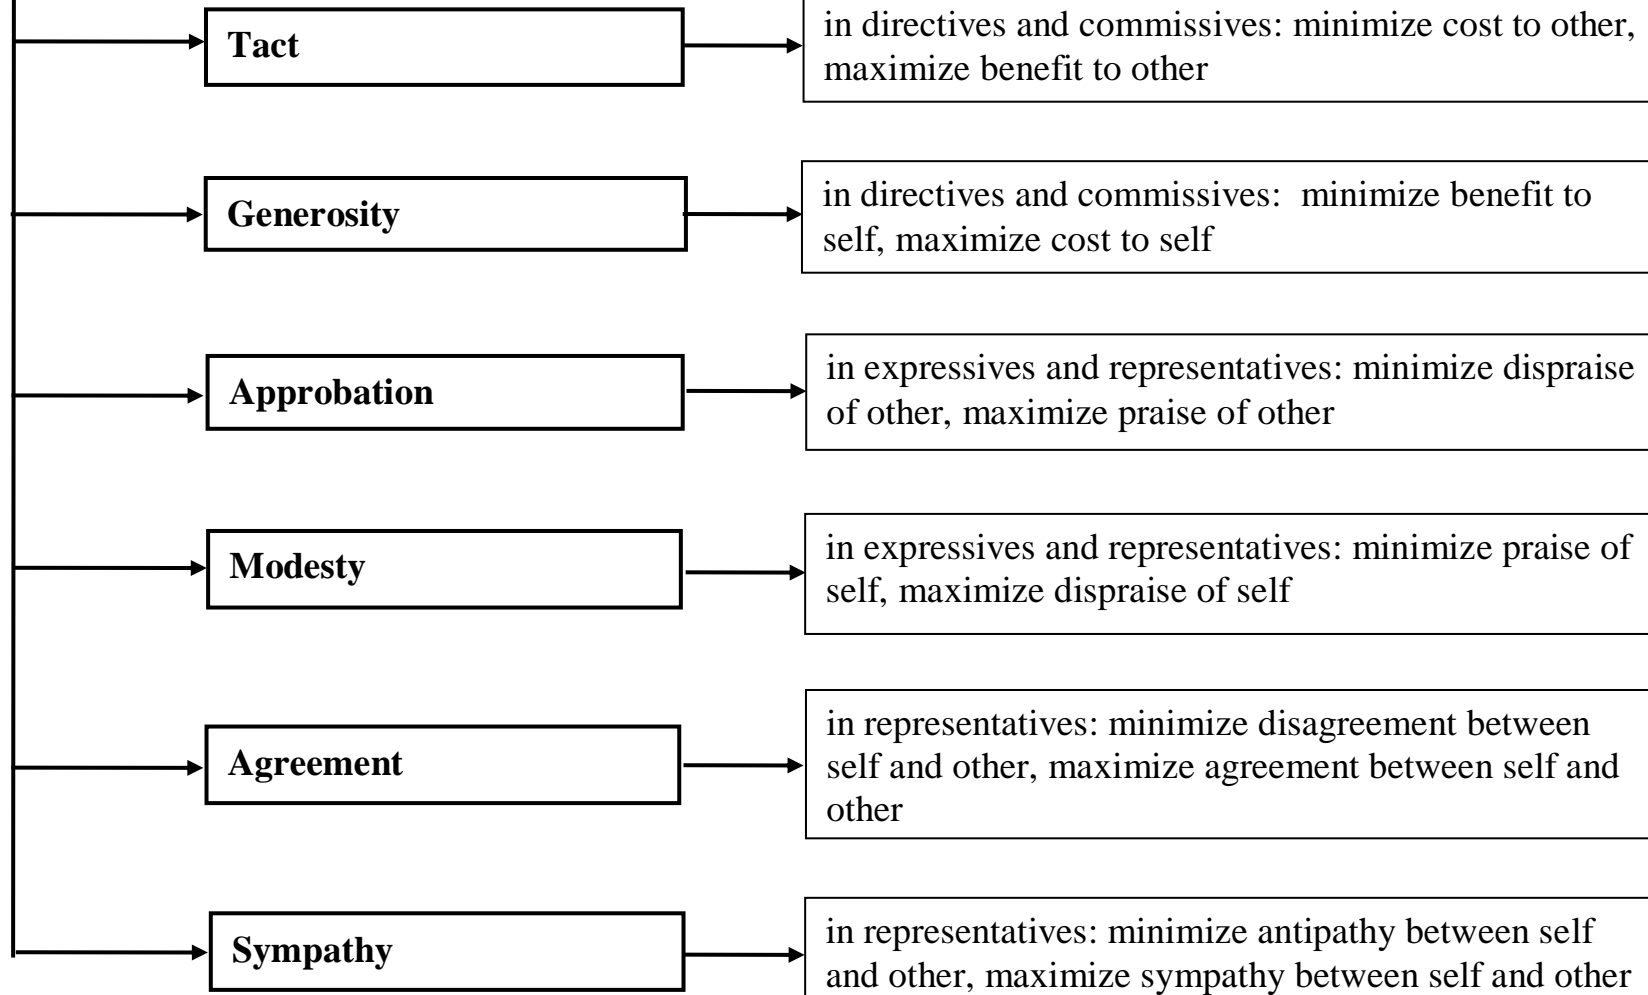 Tact
in directives and commissives: minimize cost to other,
maximize benefit to other
Generosity
in directives and commissives:  minimize benefit to
self, maximize cost to self
Approbation
in expressives and representatives: minimize dispraise
of other, maximize praise of other
Modesty
in expressives and representatives: minimize praise of
self, maximize dispraise of self
Agreement
in representatives: minimize disagreement between
self and other, maximize agreement between self and
other
Sympathy
in representatives: minimize antipathy between self
and other, maximize sympathy between self and other